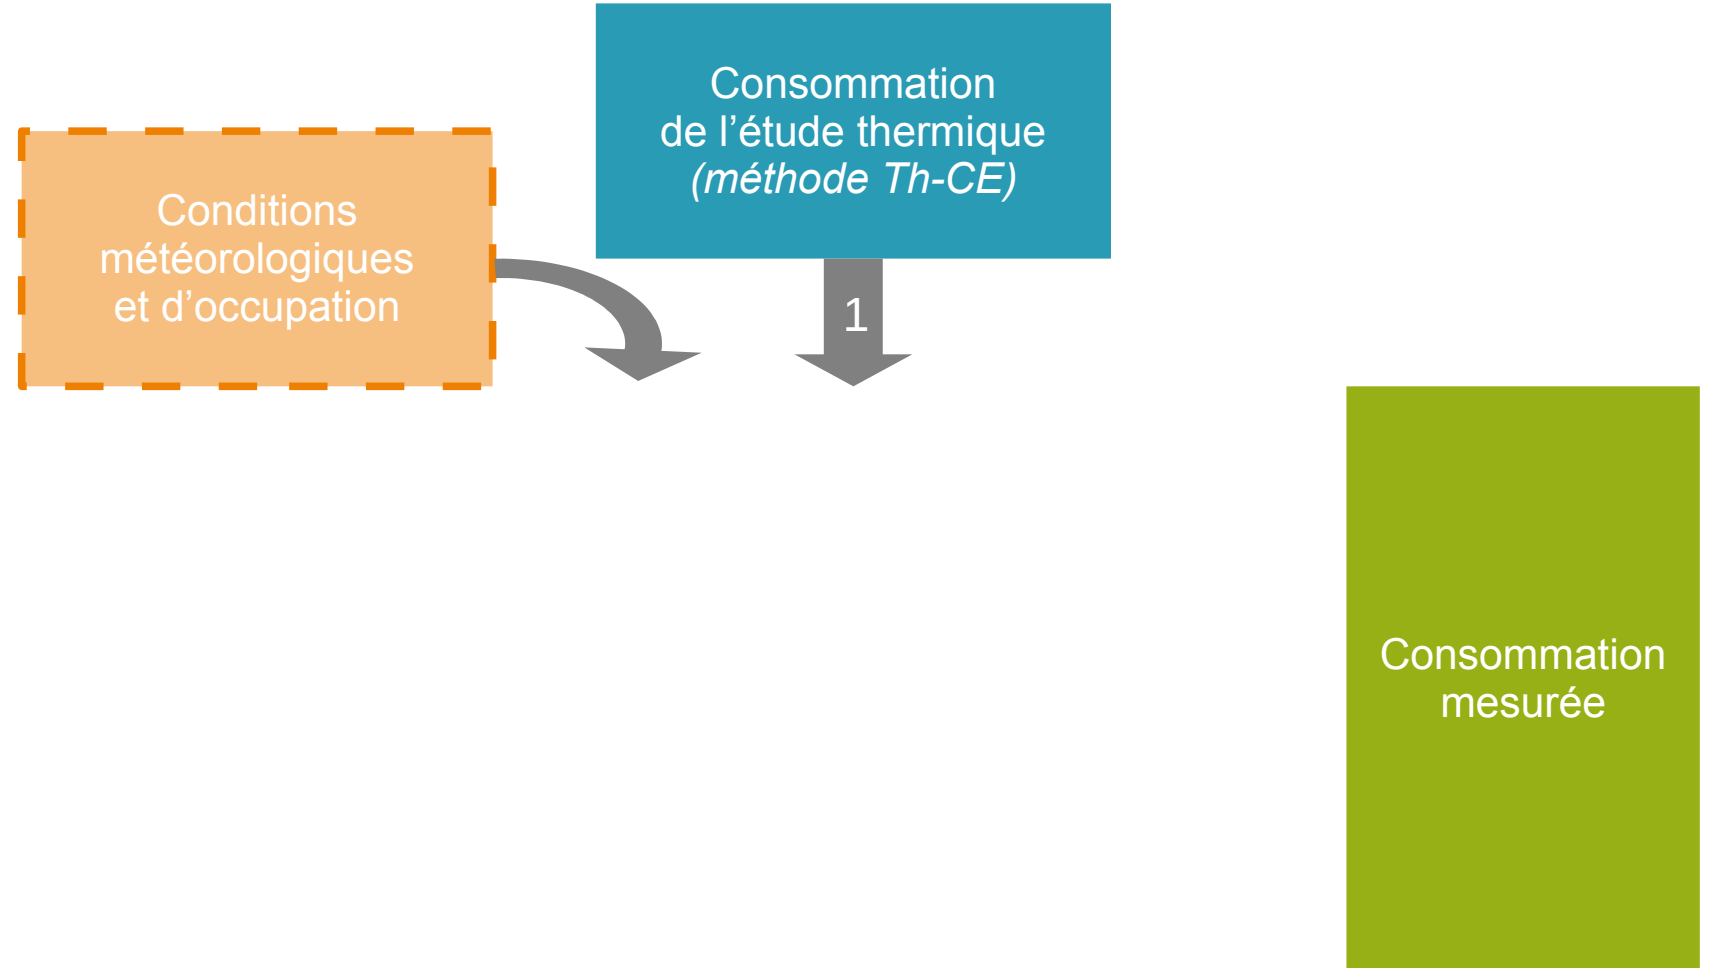 Consommation
de l’étude thermique
(méthode Th-CE)
Conditions
météorologiques
et d’occupation
1
Consommation
mesurée